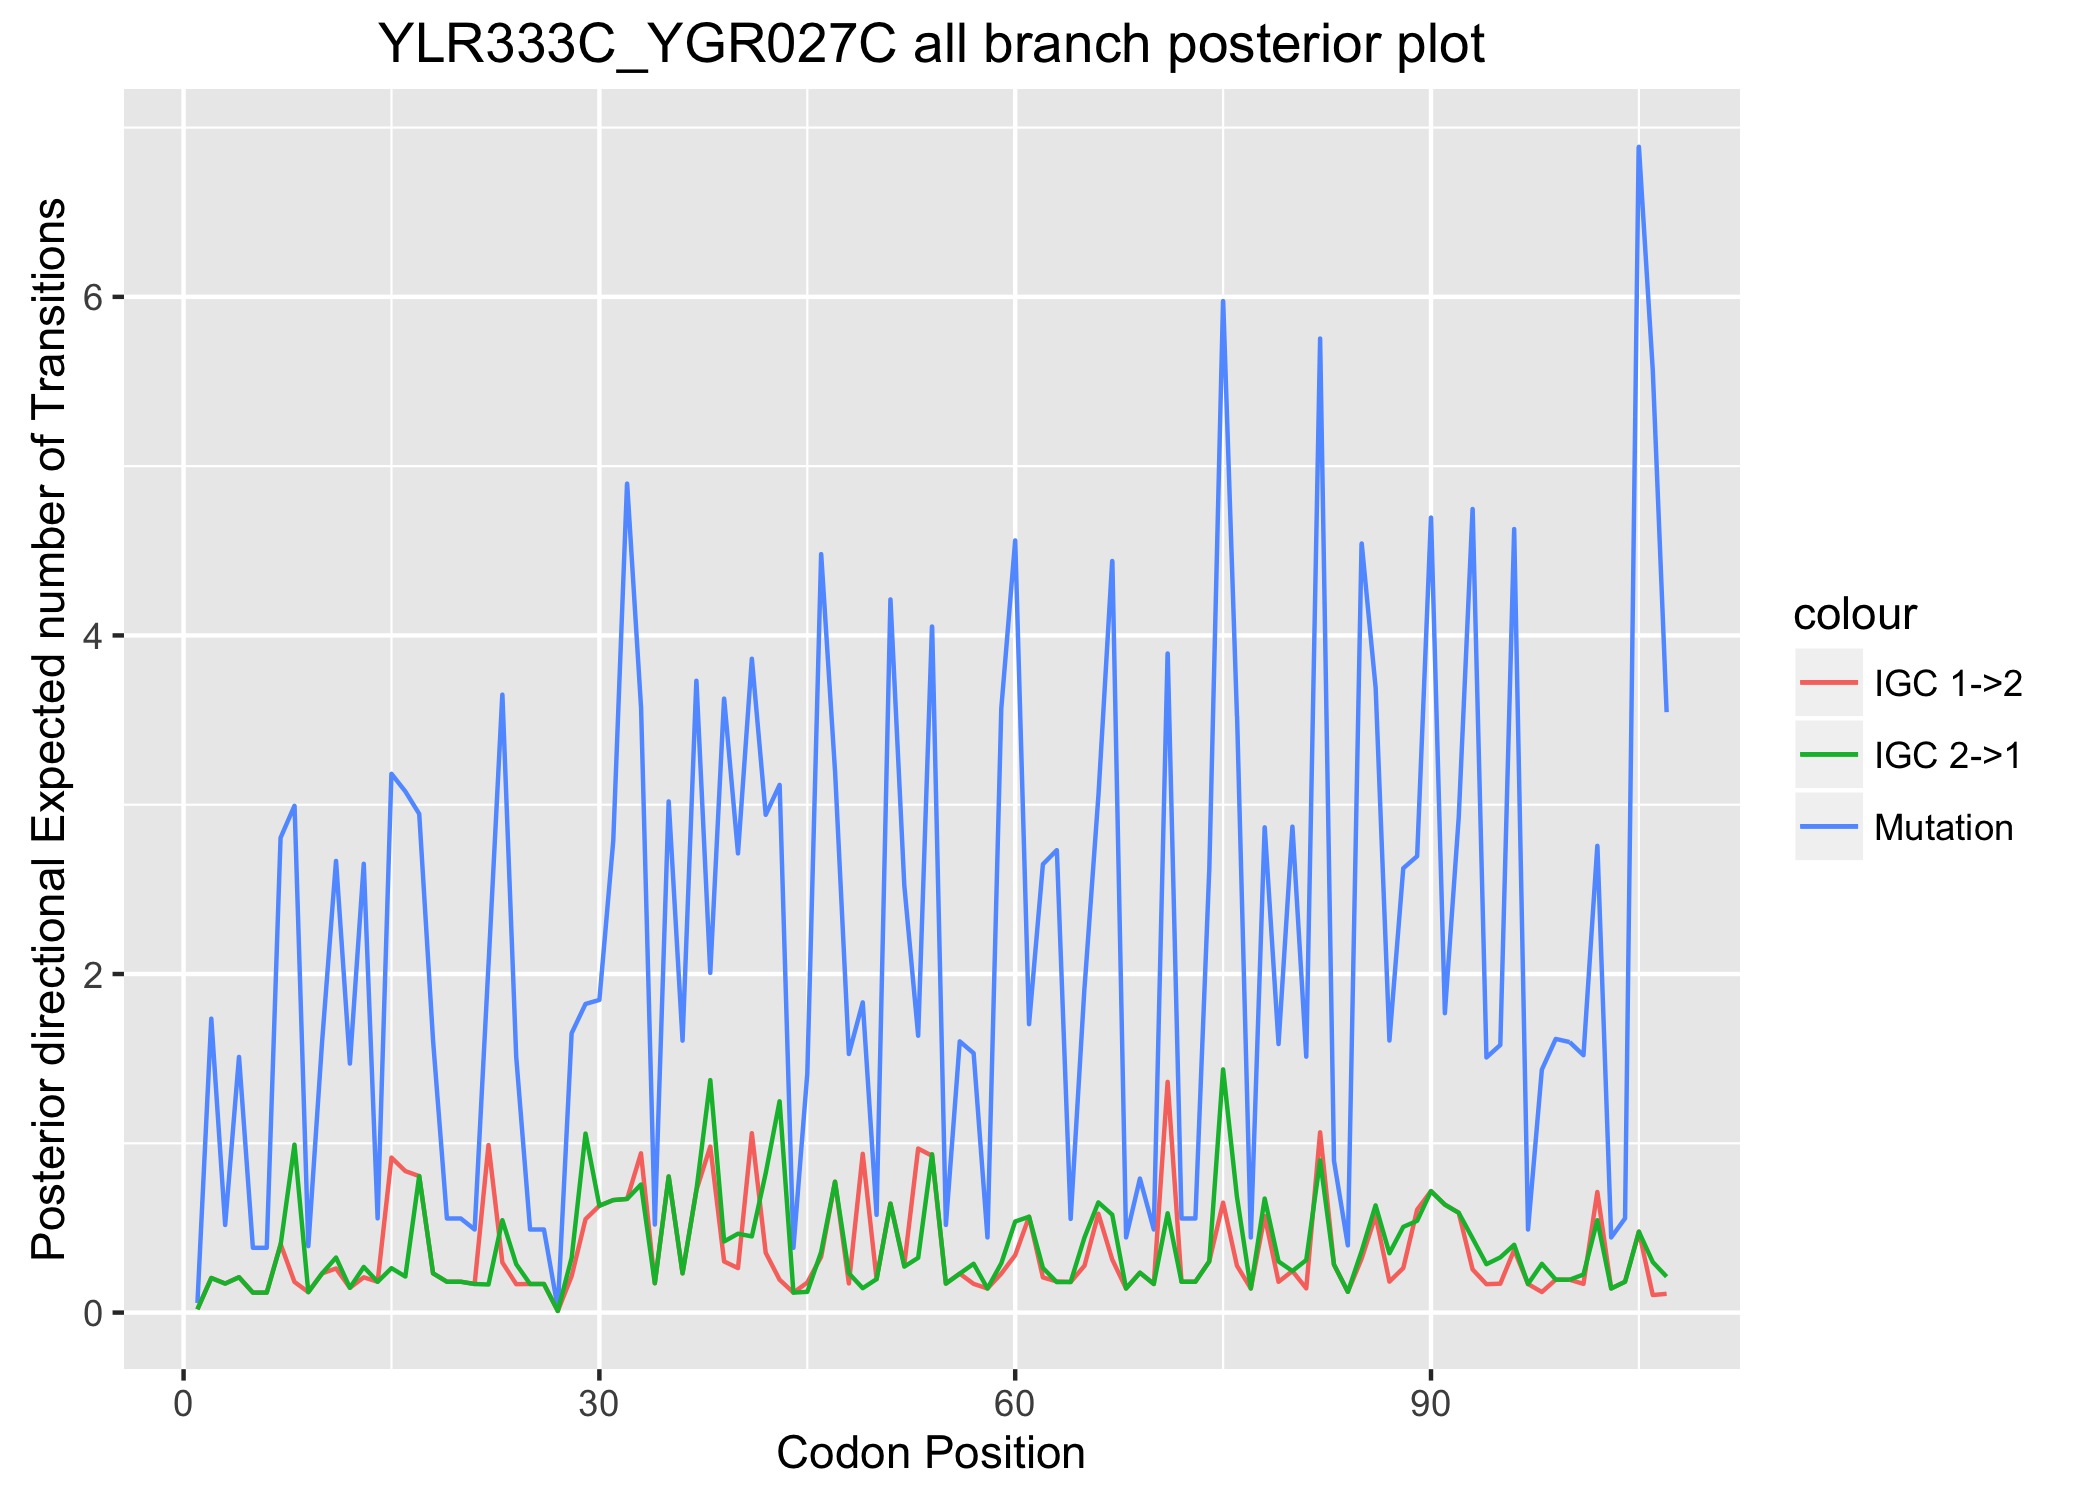 YLR333C_YGR027C all branch posterior plot
Posterior directional Expected number of Transitions
6
4
2
0
0 30 60 90
Codon Position
colour
IGC 1->2
IGC 2->1
Mutation